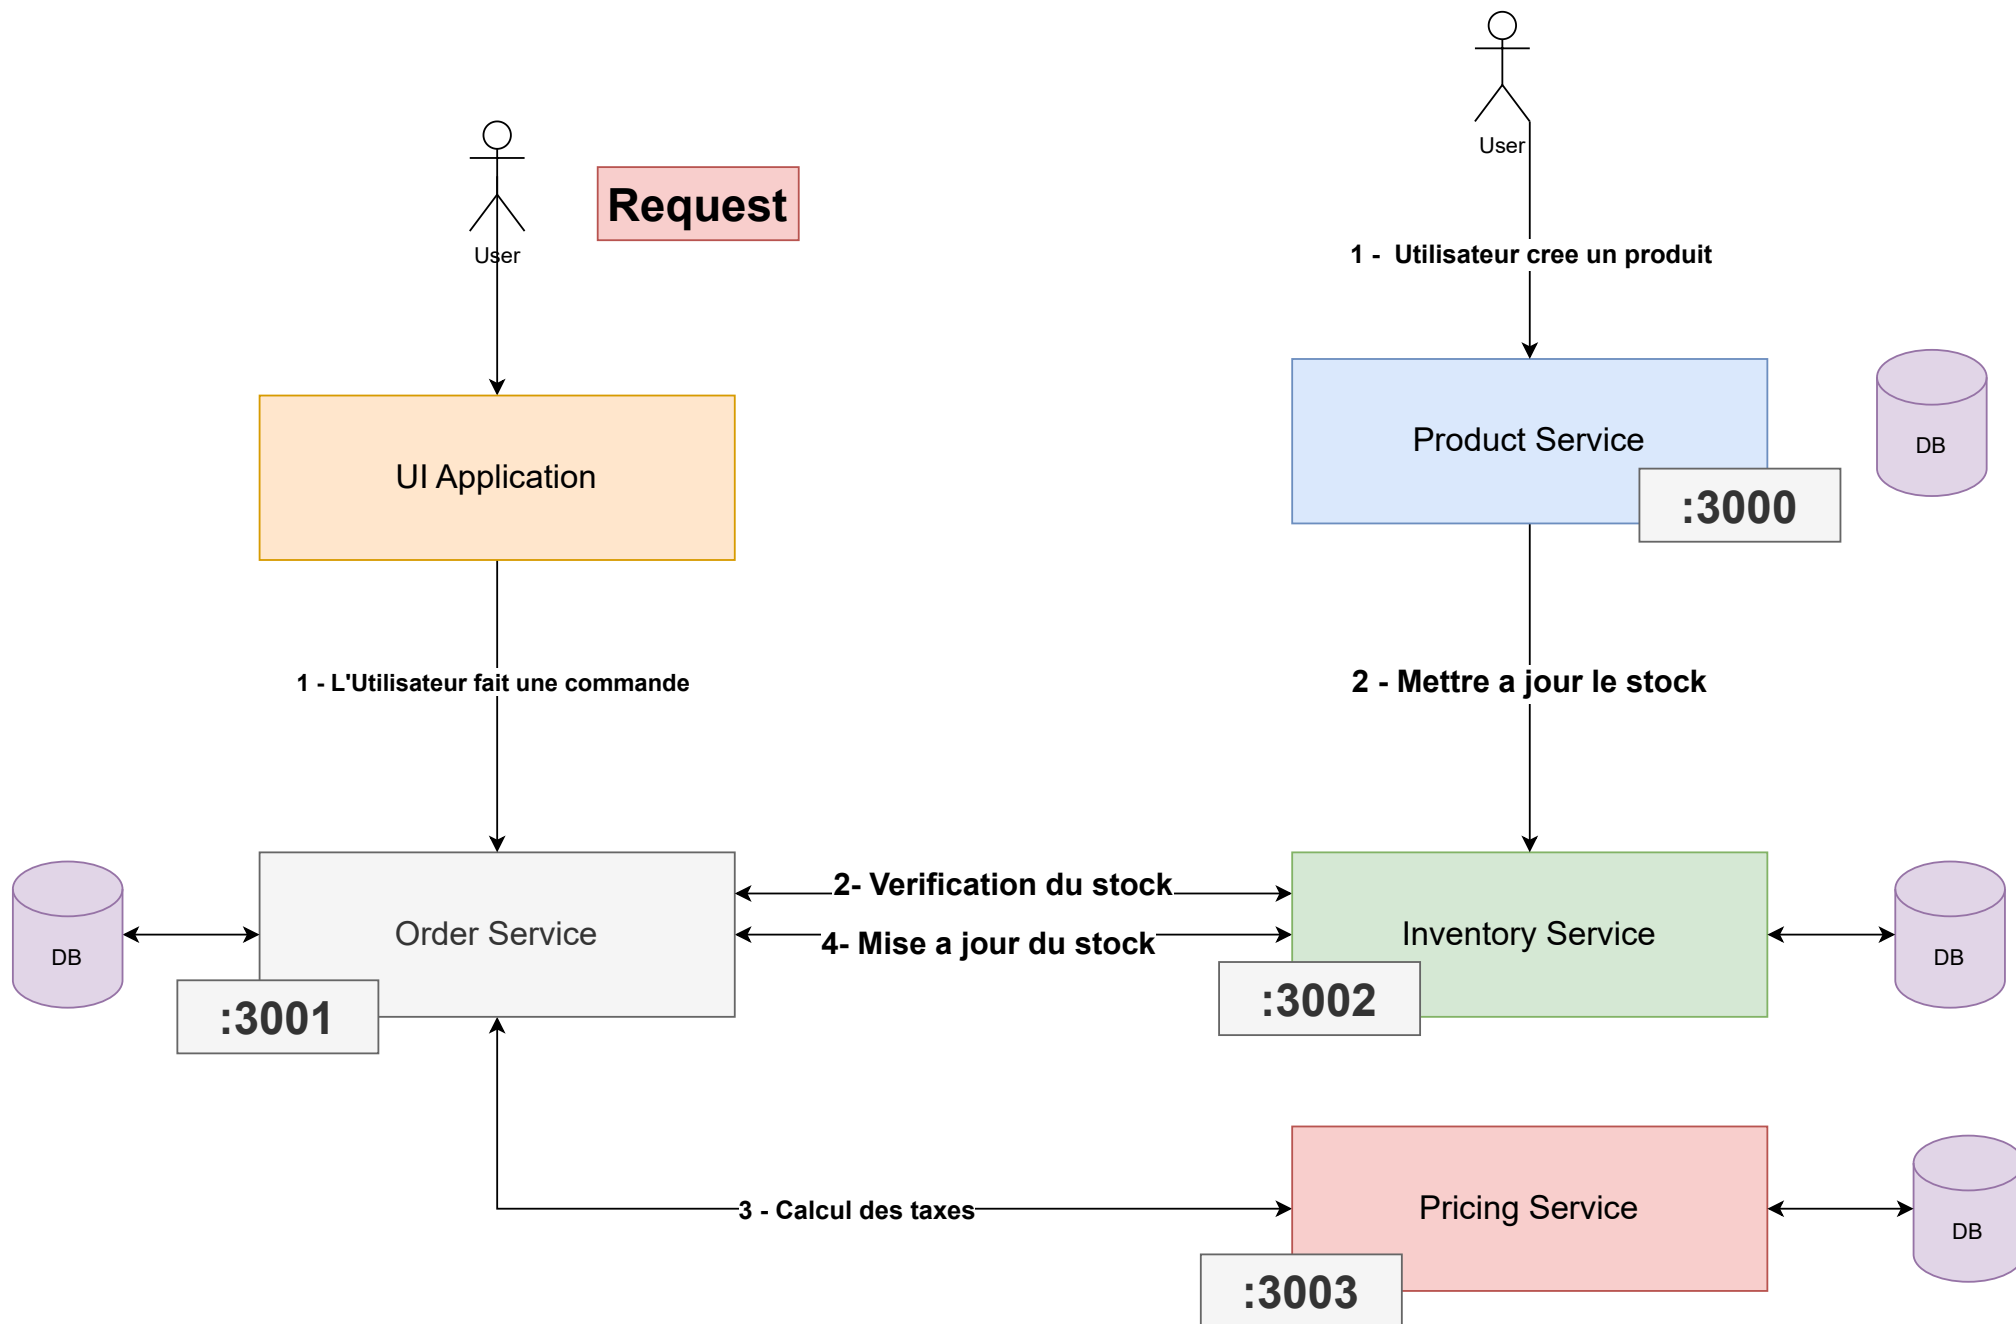 User
User
Request
1 -  Utilisateur cree un produit
Product Service
DB
UI Application
:3000
1 - L'Utilisateur fait une commande
2 - Mettre a jour le stock
2- Verification du stock
Order Service
4- Mise a jour du stock
Inventory Service
DB
DB
:3001
:3002
3 - Calcul des taxes
Pricing Service
DB
:3003